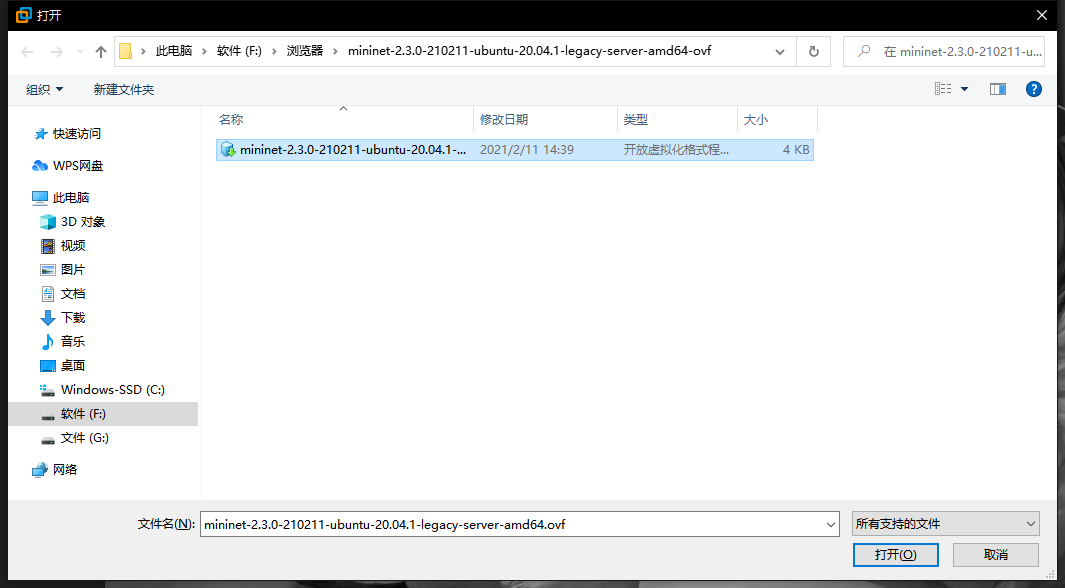 打开
此电脑 › 软件 (F:) › 浏览器 › mininet-2.3.0-210211-ubuntu-20.04.1-legacy-server-amd64-ovf
在 mininet-2.3.0-210211-u...
组织 新建文件夹
名称 修改日期 类型 大小
mininet-2.3.0-210211-ubuntu-20.04.1-... 2021/2/11 14:39 开放虚拟化格式程... 4 KB
快速访问
WPS网盘
此电脑
3D 对象
视频
图片
文档
下载
音乐
桌面
Windows-SSD (C:)
软件 (F:)
文件 (G:)
网络
文件名(N): mininet-2.3.0-210211-ubuntu-20.04.1-legacy-server-amd64.ovf
所有支持的文件
打开(O) 取消